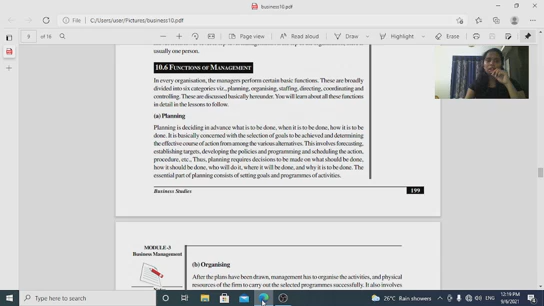 business10.pdf
File | C:/Users/user/Pictures/business10.pdf
9 of 16
Page view
Read aloud
Draw
Highlight
Erase
usually one person.
10.6 FUNCTIONS OF MANAGEMENT
In every organisation, the managers perform certain basic functions. These are broadly
divided into six categories viz., planning, organising, staffing, directing, coordinating and
controlling. These are discussed basically hereunder. You will learn about all these functions
in detail in the lessons to follow.
(a) Planning
Planning is deciding in advance what is to be done, when it is to be done, how it is to be
done. It is basically concerned with the selection of goals to be achieved and determining
the effective course of action from among the various alternatives. This involves forecasting,
establishing targets, developing the policies and programming and scheduling the action,
procedure, etc., Thus, planning requires decisions to be made on what should be done,
how it should be done, who will do it, where it will be done, and why it is to be done. The
essential part of planning consists of setting goals and programmes of activities.
Business Studies
199
MODULE-3
Business Management
(b) Organising
After the plans have been drawn, management has to organise the activities, and physical
resources of the firm to carry out the selected programmes successfully. It also involves
Type here to search
26°C Rain showers
ENG
12:19 PM
9/6/2021